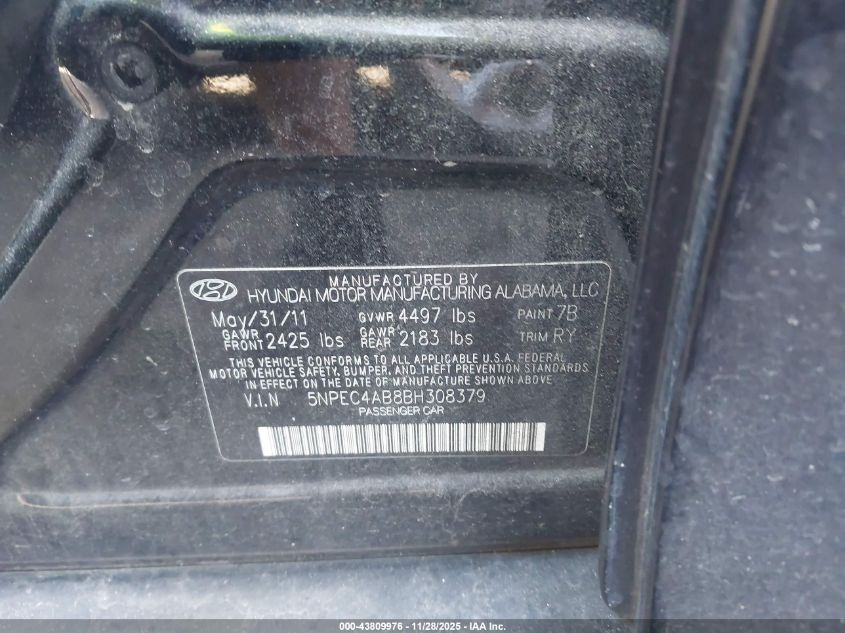 MANUFACTURED BY
HYUNDAI MOTOR MANUFACTURING ALABAMA, LLC
May/31/11 GVWR 4497 lbs PAINT 7B
GAWR FRONT 2425 lbs GAWR REAR 2183 lbs TRIM RY
THIS VEHICLE CONFORMS TO ALL APPLICABLE U.S.A. FEDERAL
MOTOR VEHICLE SAFETY, BUMPER, AND THEFT PREVENTION STANDARDS
IN EFFECT ON THE DATE OF MANUFACTURE SHOWN ABOVE
V.I.N 5NPEC4AB8BH308379
PASSENGER CAR
000-43809976 - 11/28/2025 - IAA Inc.